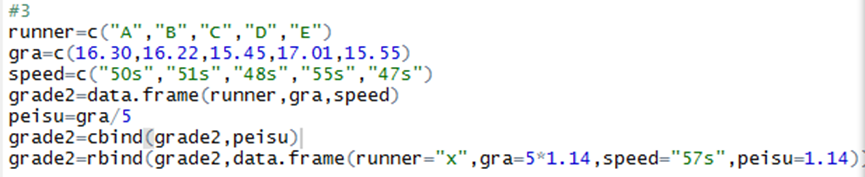 #3
runner=c("A","B","C","D","E")
gra=c(16.30,16.22,15.45,17.01,15.55)
speed=c("50s","51s","48s","55s","47s")
grade2=data.frame(runner,gra,speed)
peisu=gra/5
grade2=cbind(grade2,peisu)
grade2=rbind(grade2,data.frame(runner="x",gra=5*1.14,speed="57s",peisu=1.14))